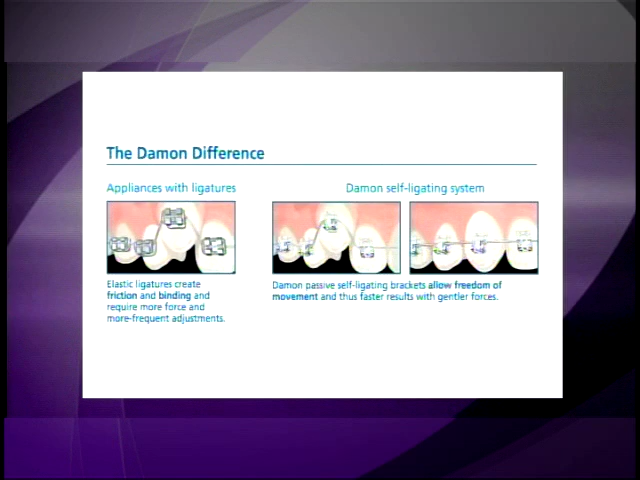 The Damon Difference
Appliances with ligatures
Damon self-ligating system
Elastic ligatures create
friction and binding and
require more force and
more-frequent adjustments.
Damon passive self-ligating brackets allow freedom of
movement and thus faster results with gentler forces.